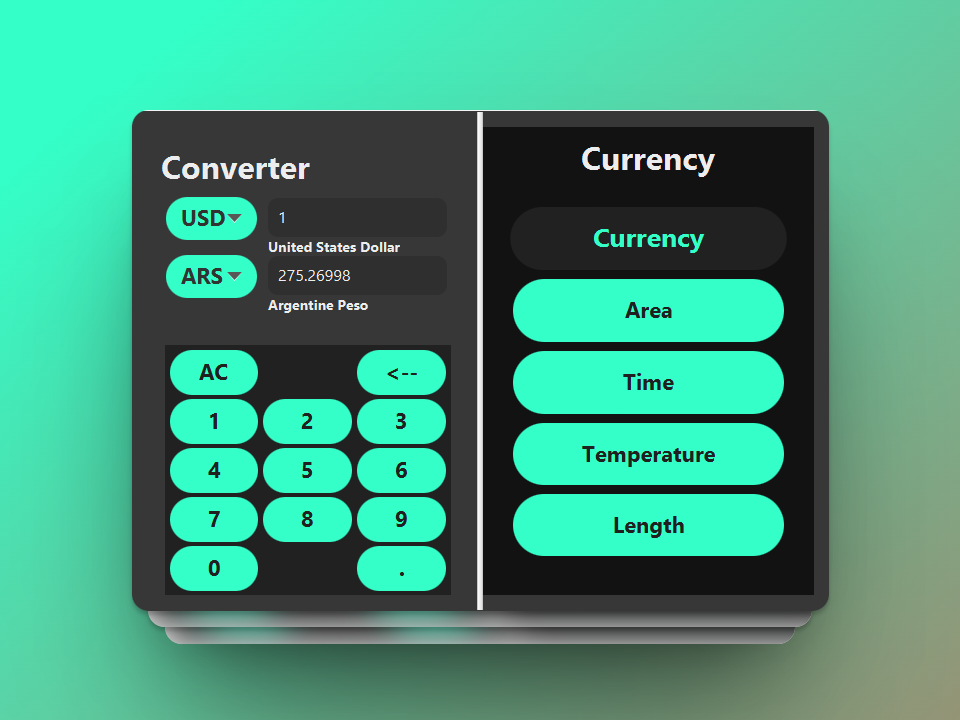 Converter
USD
1
United States Dollar
ARS
275.26998
Argentine Peso
AC
<--
1
2
3
4
5
6
7
8
9
0
.
Currency
Currency
Area
Time
Temperature
Length